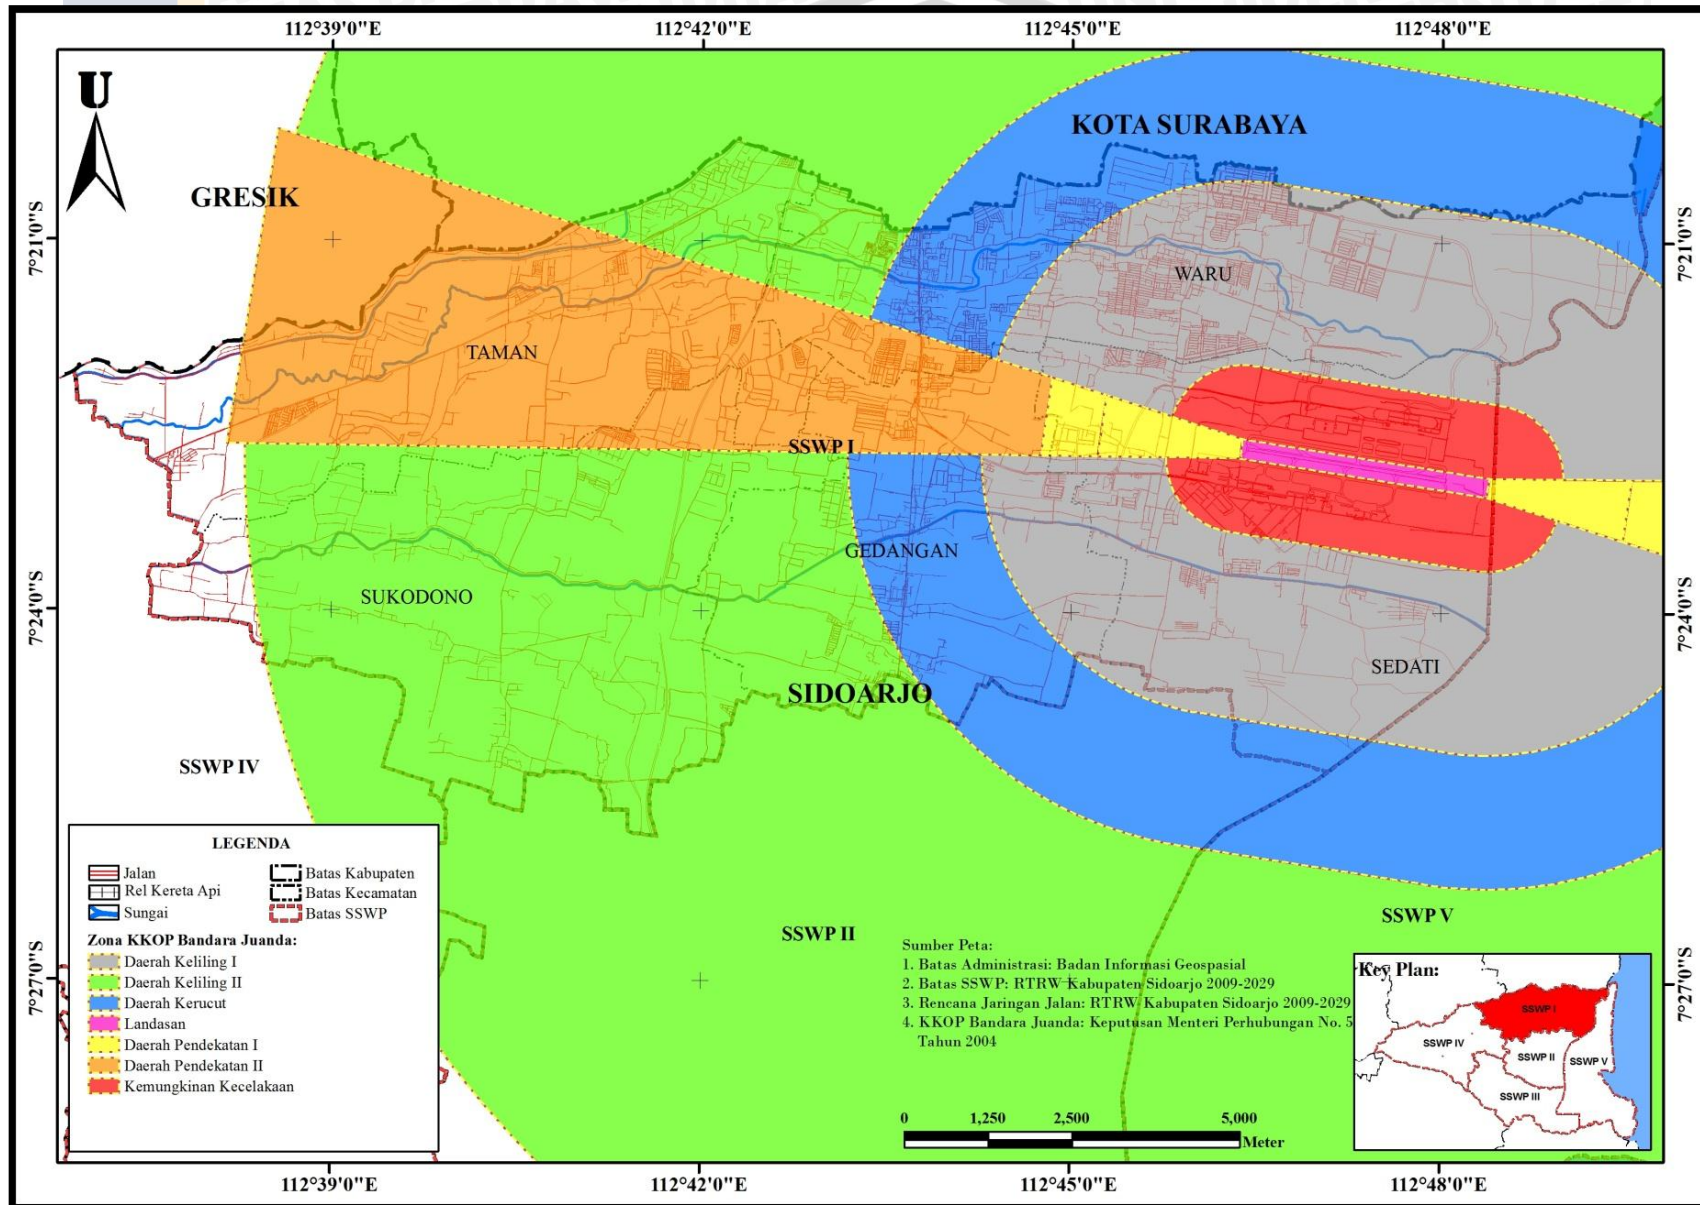 112°39'0"E
112°42'0"E
112°45'0"E
112°48'0"E
U
KOTA SURABAYA
GRESIK
7°21'0"S
7°21'0"S
WARU
TAMAN
SSWP I
GEDANGAN
SUKODONO
7°24'0"S
7°24'0"S
SEDATI
SIDOARJO
SSWP IV
SSWP II
SSWP V
7°27'0"S
7°27'0"S
LEGENDA
Jalan
Rel Kereta Api
Sungai
Batas Kabupaten
Batas Kecamatan
Batas SSWP
Zona KKOP Bandara Juanda:
Daerah Keliling I
Daerah Keliling II
Daerah Kerucut
Landasan
Daerah Pendekatan I
Daerah Pendekatan II
Kemungkinan Kecelakaan
Sumber Peta:
1. Batas Administrasi: Badan Informasi Geospasial
2. Batas SSWP: RTRW Kabupaten Sidoarjo 2009-2029
3. Rencana Jaringan Jalan: RTRW Kabupaten Sidoarjo 2009-2029
4. KKOP Bandara Juanda: Keputusan Menteri Perhubungan No. 5
Tahun 2004
0 1,250 2,500 5,000
Meter
Key Plan:
SSWP I
SSWP IV
SSWP II
SSWP V
SSWP III
112°39'0"E
112°42'0"E
112°45'0"E
112°48'0"E